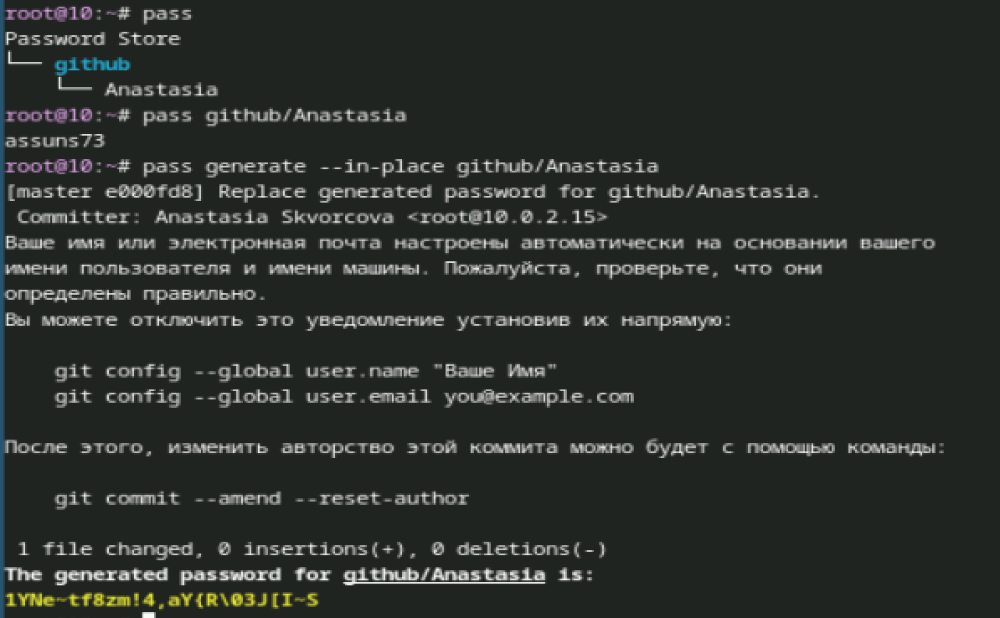 root@10:~# pass
Password Store
└── github
    └── Anastasia
root@10:~# pass github/Anastasia
assuns73
root@10:~# pass generate --in-place github/Anastasia
[master e000fd8] Replace generated password for github/Anastasia.
 Committer: Anastasia Skvorcova <root@10.0.2.15>
Ваше имя или электронная почта настроены автоматически на основании вашего
имени пользователя и имени машины. Пожалуйста, проверьте, что они
определены правильно.
Вы можете отключить это уведомление установив их напрямую:
    git config --global user.name "Ваше Имя"
    git config --global user.email you@example.com
После этого, изменить авторство этой коммита можно будет с помощью команды:
    git commit --amend --reset-author
 1 file changed, 0 insertions(+), 0 deletions(-)
The generated password for github/Anastasia is:
1YNe~tf8zm!4,aY{R\03J[I~S